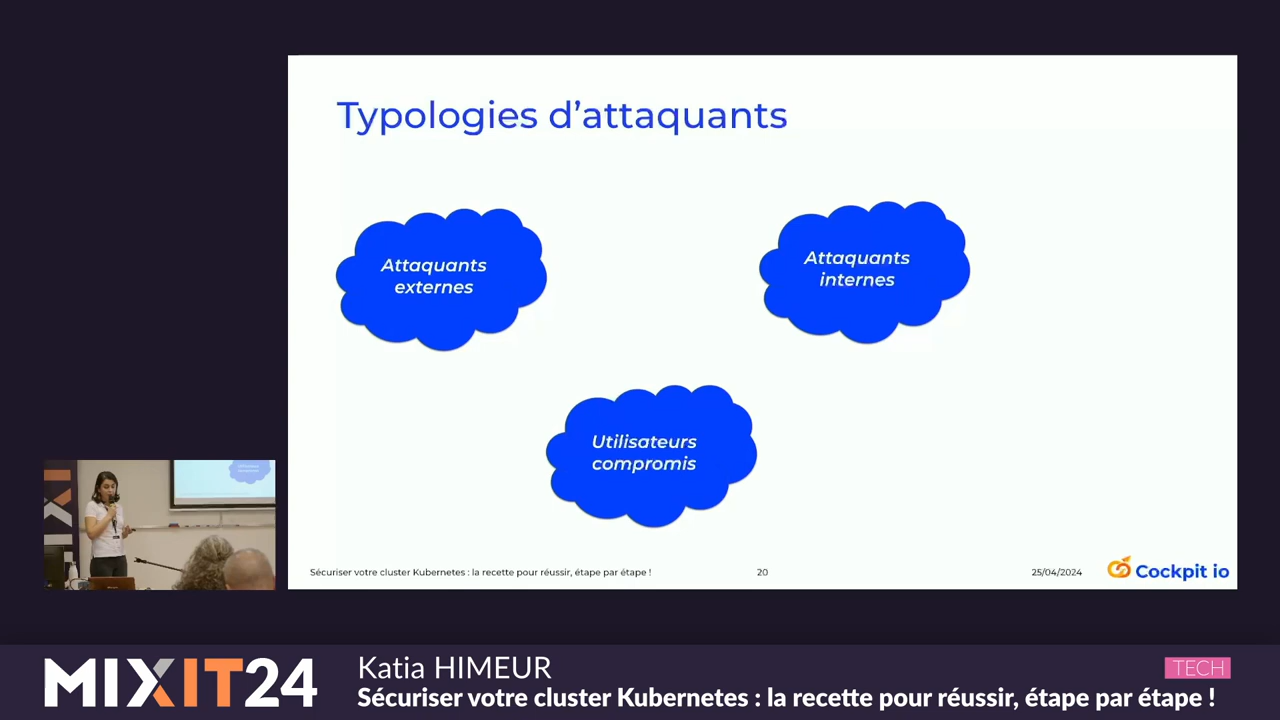 Typologies d’attaquants
Attaquants
externes
Attaquants
internes
Utilisateurs
compromis
Sécuriser votre cluster Kubernetes : la recette pour réussir, étape par étape !
20
25/04/2024
Cockpit io
MIXIT24
Katia HIMEUR
TECH
Sécuriser votre cluster Kubernetes : la recette pour réussir, étape par étape !